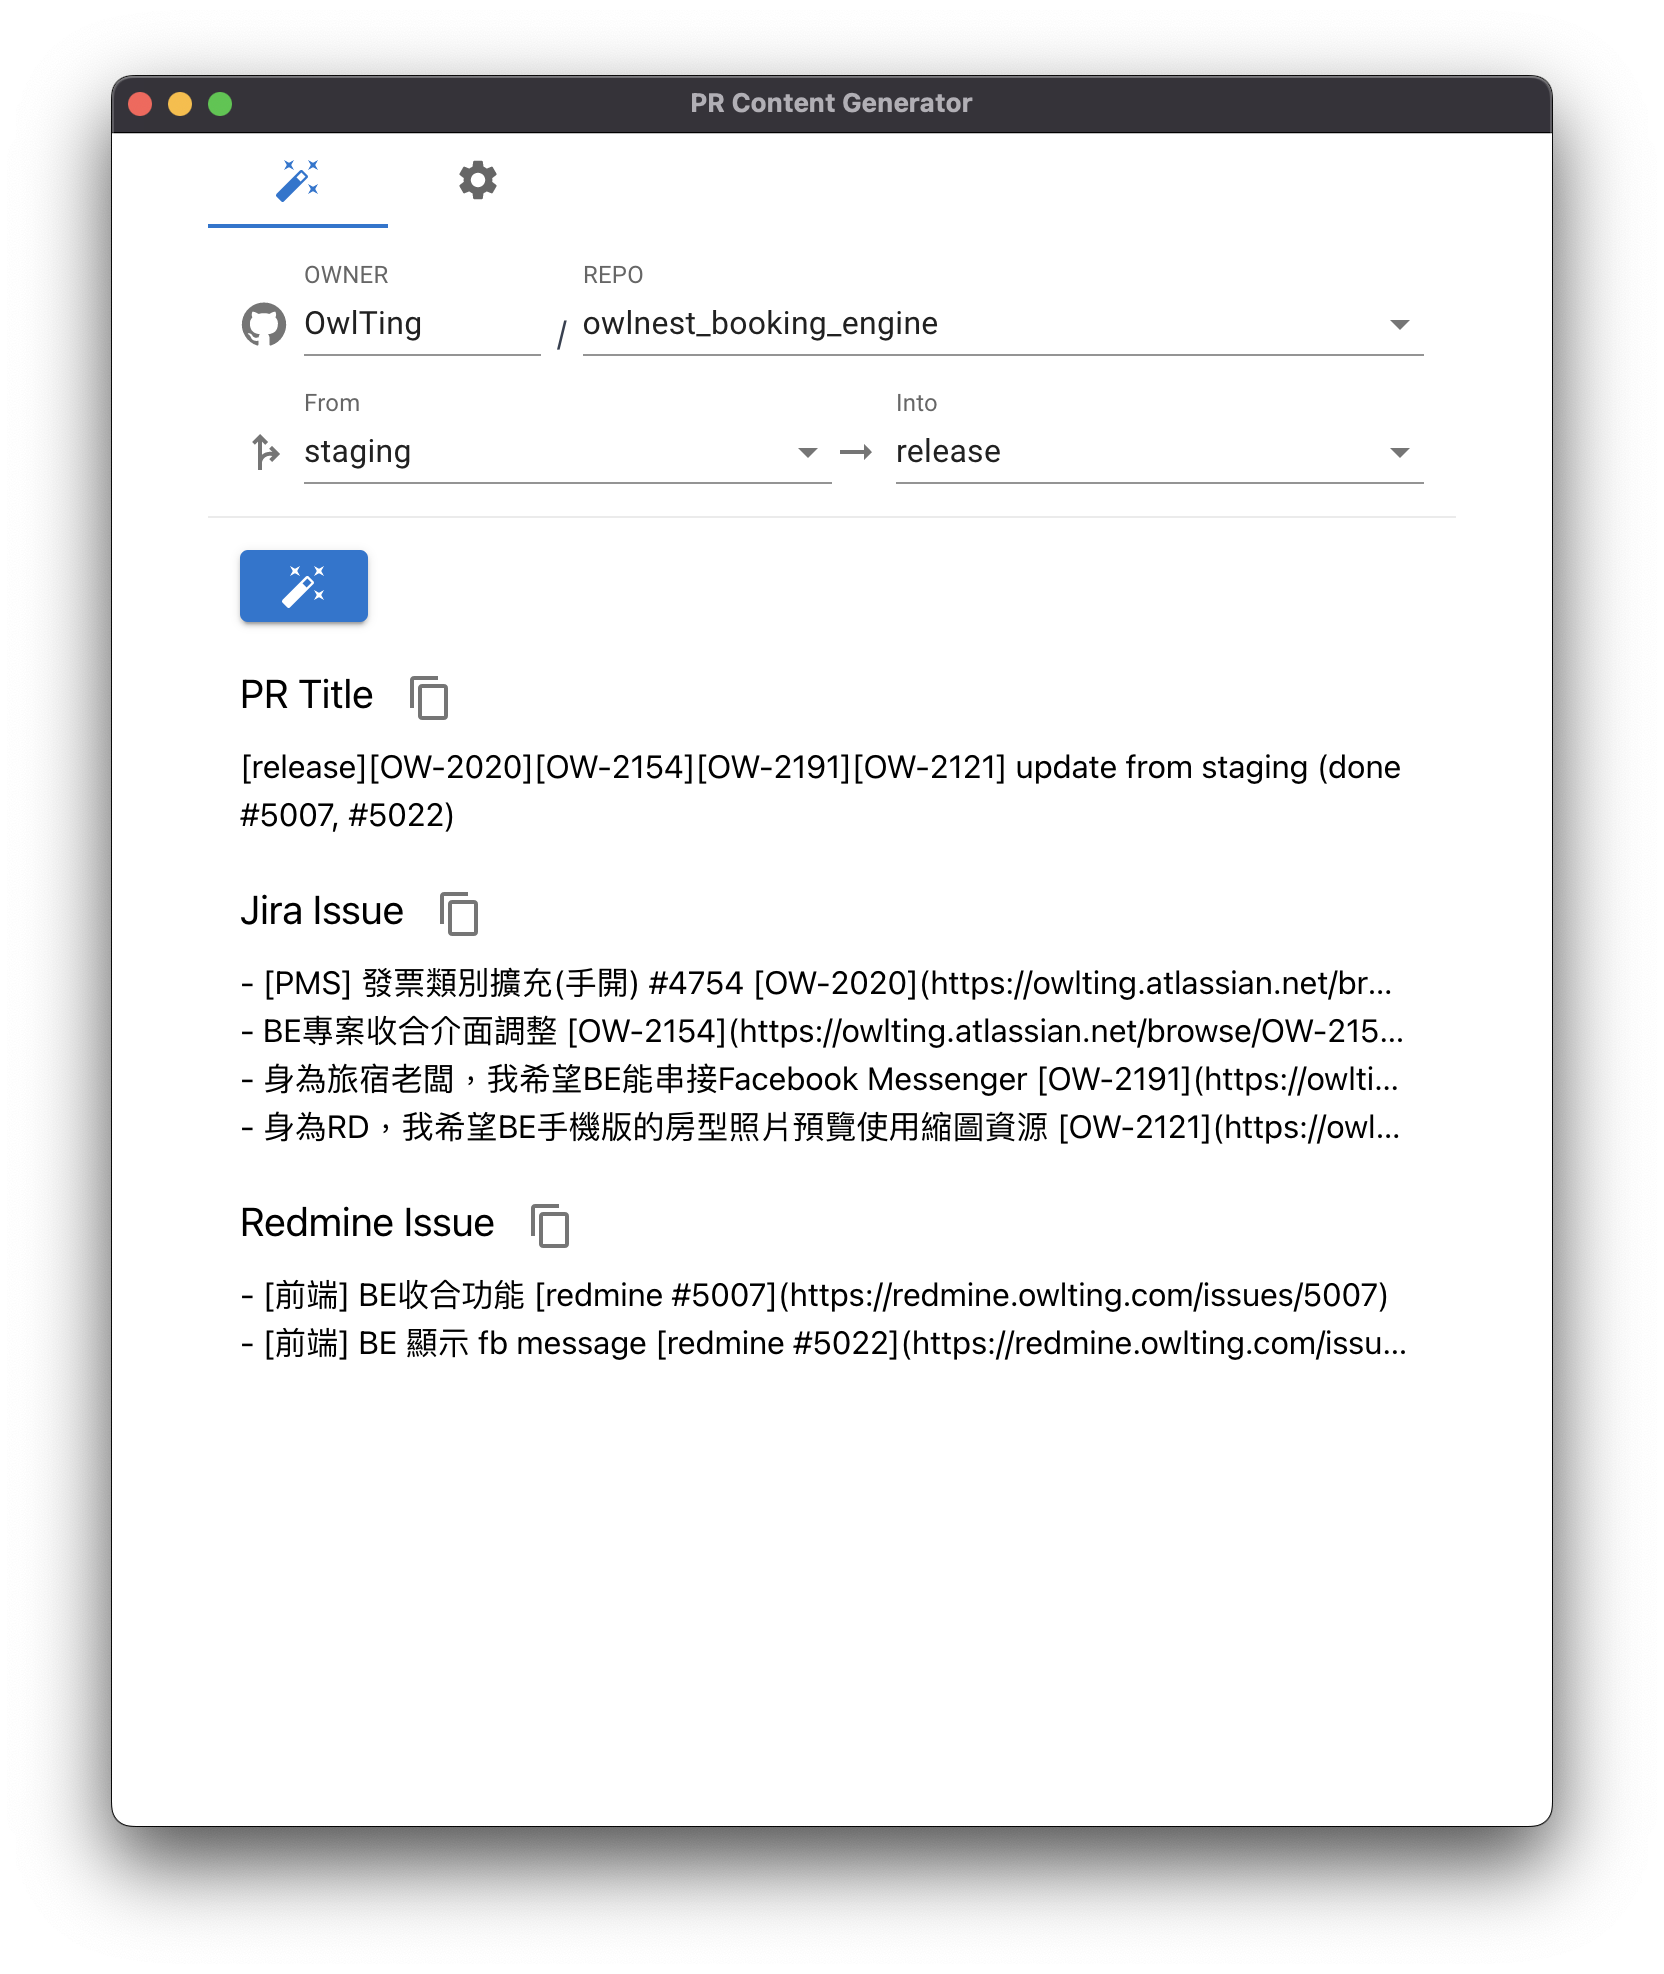 PR Content Generator
OWNER
REPO
OwlTing / owlnest_booking_engine
From
Into
staging
release
PR Title
[release][OW-2020][OW-2154][OW-2191][OW-2121] update from staging (done
#5007, #5022)
Jira Issue
- [PMS] 發票類別擴充(手開) #4754 [OW-2020](https://owlting.atlassian.net/br...
- BE專案收合介面調整 [OW-2154](https://owlting.atlassian.net/browse/OW-215...
- 身為旅宿老闆，我希望BE能串接Facebook Messenger [OW-2191](https://owlti...
- 身為RD，我希望BE手機版的房型照片預覽使用縮圖資源 [OW-2121](https://owl...
Redmine Issue
- [前端] BE收合功能 [redmine #5007](https://redmine.owlting.com/issues/5007)
- [前端] BE 顯示 fb message [redmine #5022](https://redmine.owlting.com/issu...